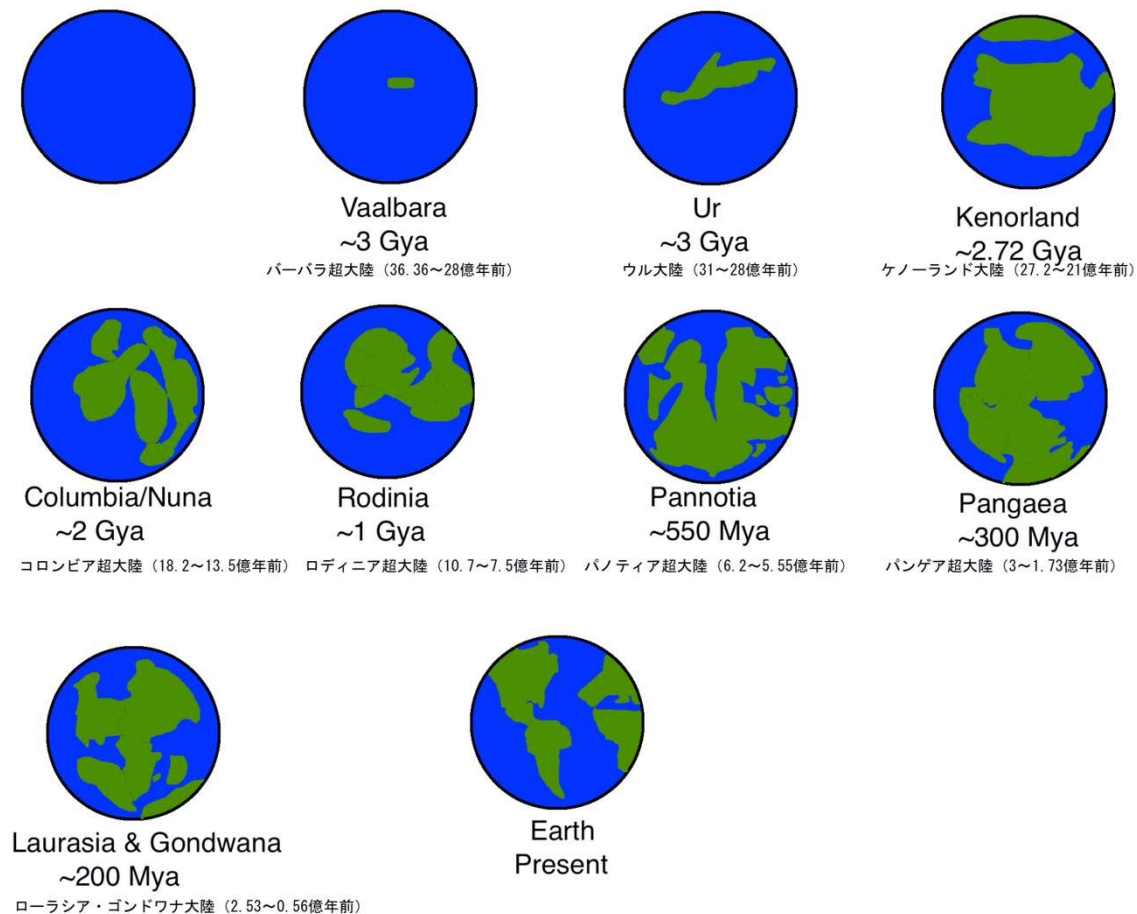 Vaalbara
~3 Gya
バーバラ超大陸（36.36～28億年前）
Ur
~3 Gya
ウル大陸（31～28億年前）
Kenorland
~2.72 Gya
ケノーランド大陸（27.2～21億年前）
Columbia/Nuna
~2 Gya
コロンビア超大陸（18.2～13.5億年前）
Rodinia
~1 Gya
ロディニア超大陸（10.7～7.5億年前）
Pannotia
~550 Mya
パノティア超大陸（6.2～5.55億年前）
Pangaea
~300 Mya
パンゲア超大陸（3～1.73億年前）
Laurasia & Gondwana
~200 Mya
ローラシア・ゴンドワナ大陸（2.53～0.56億年前）
Earth
Present